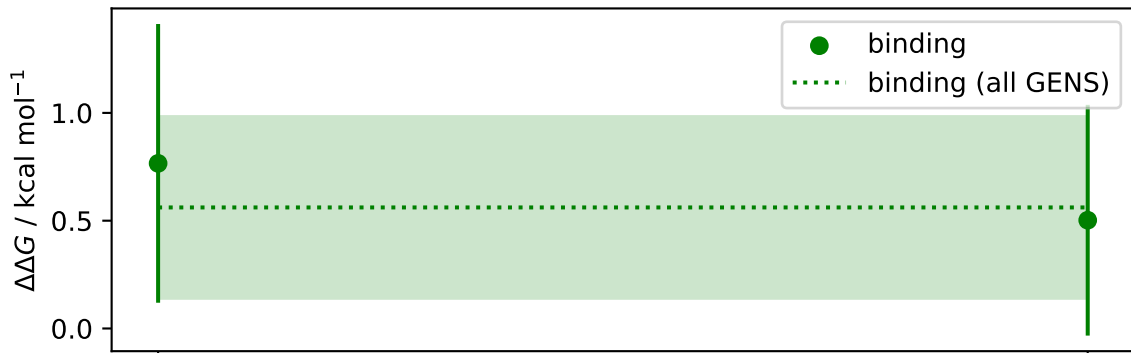 binding
binding (all GENS)
ΔΔG / kcal mol⁻¹
1.0
0.5
0.0